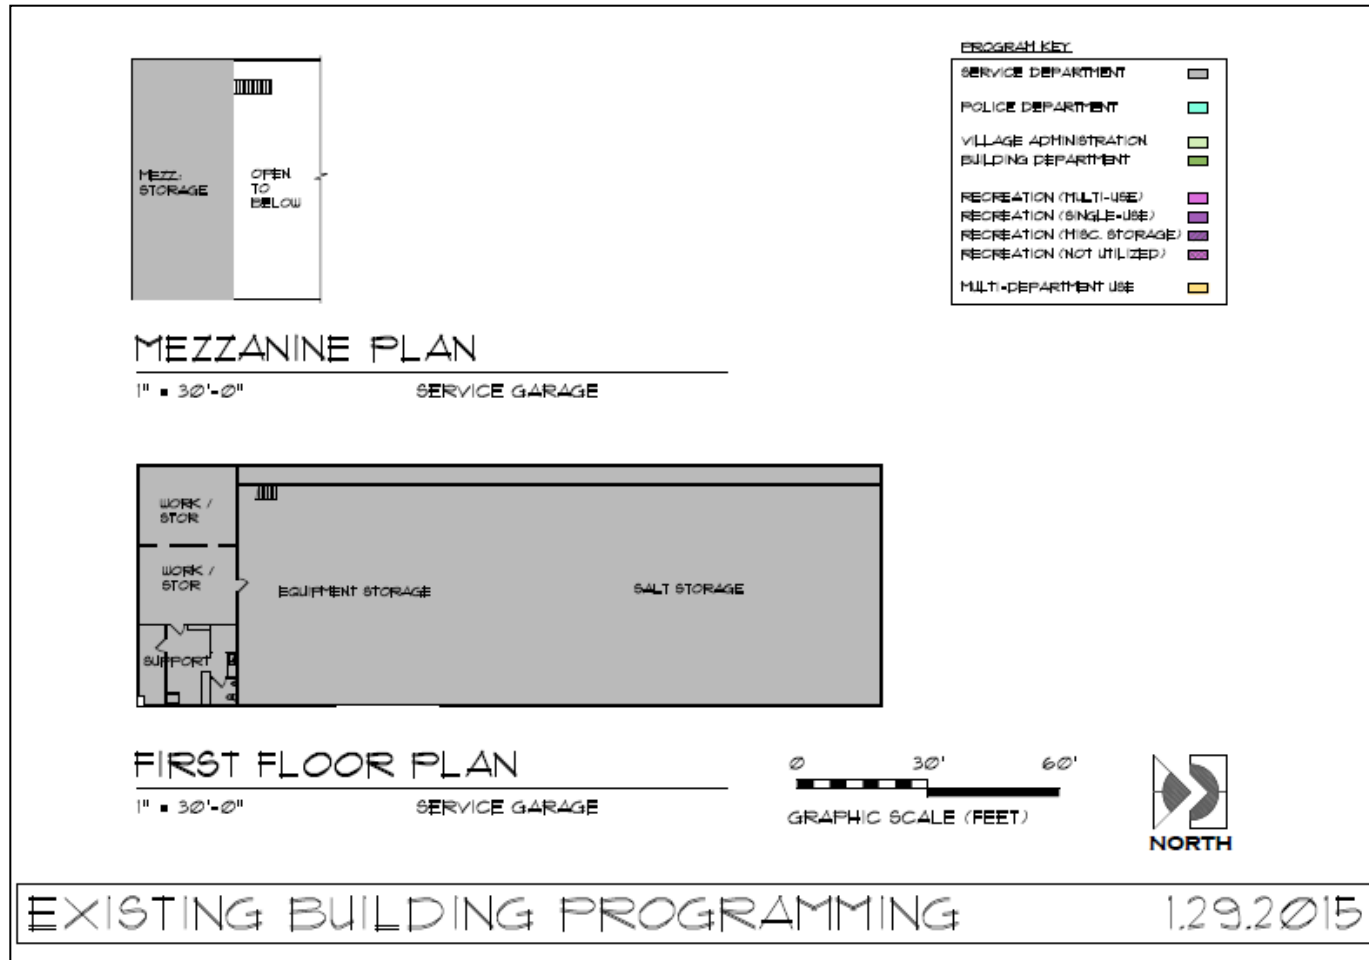 PROGRAM KEY
SERVICE DEPARTMENT
POLICE DEPARTMENT
VILLAGE ADMINISTRATION
BUILDING DEPARTMENT
RECREATION (MULTI-USE)
RECREATION (SINGLE-USE)
RECREATION (MISC. STORAGE)
RECREATION (NOT UTILIZED)
MULTI-DEPARTMENT USE
MEZZ.
STORAGE
OPEN
TO
BELOW
MEZZANINE PLAN
1" = 30'-0" SERVICE GARAGE
WORK /
STOR
WORK /
STOR
EQUIPMENT STORAGE
SALT STORAGE
SUPPORT
FIRST FLOOR PLAN
1" = 30'-0" SERVICE GARAGE
0 30' 60'
GRAPHIC SCALE (FEET)
NORTH
EXISTING BUILDING PROGRAMMING 1.29.2015